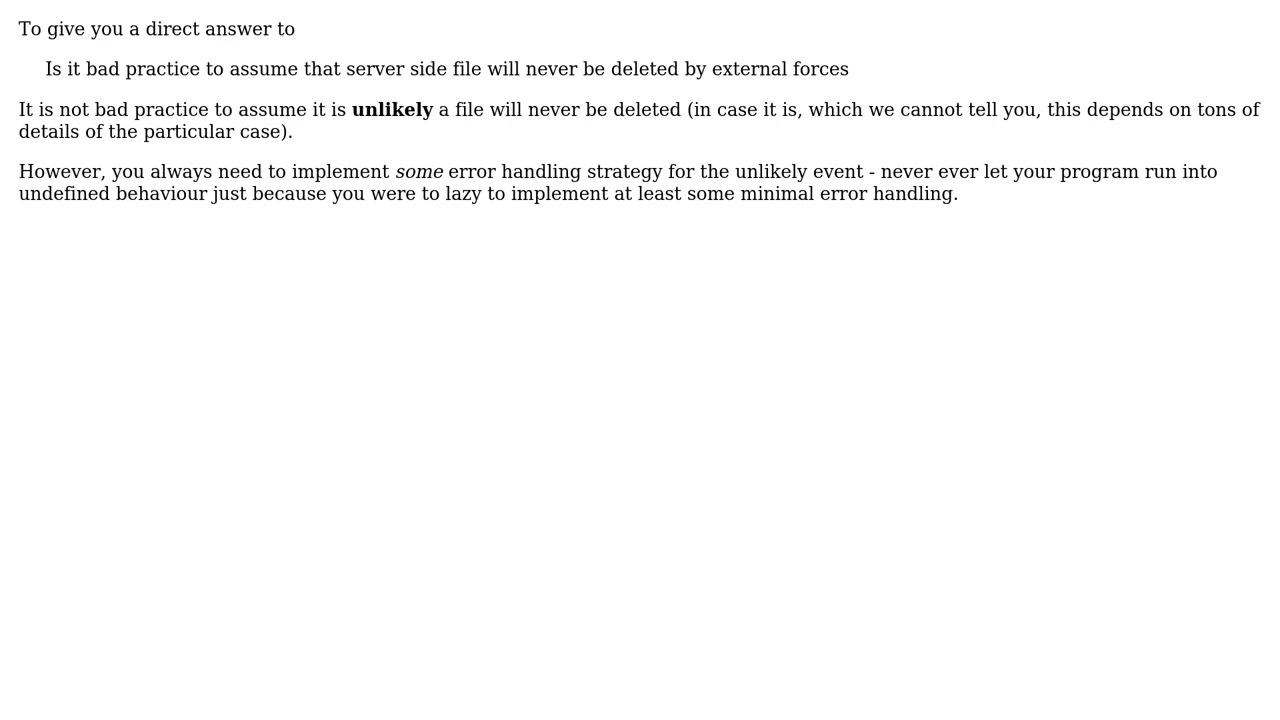 To give you a direct answer to
Is it bad practice to assume that server side file will never be deleted by external forces
It is not bad practice to assume it is unlikely a file will never be deleted (in case it is, which we cannot tell you, this depends on tons of
details of the particular case).
However, you always need to implement some error handling strategy for the unlikely event - never ever let your program run into
undefined behaviour just because you were to lazy to implement at least some minimal error handling.